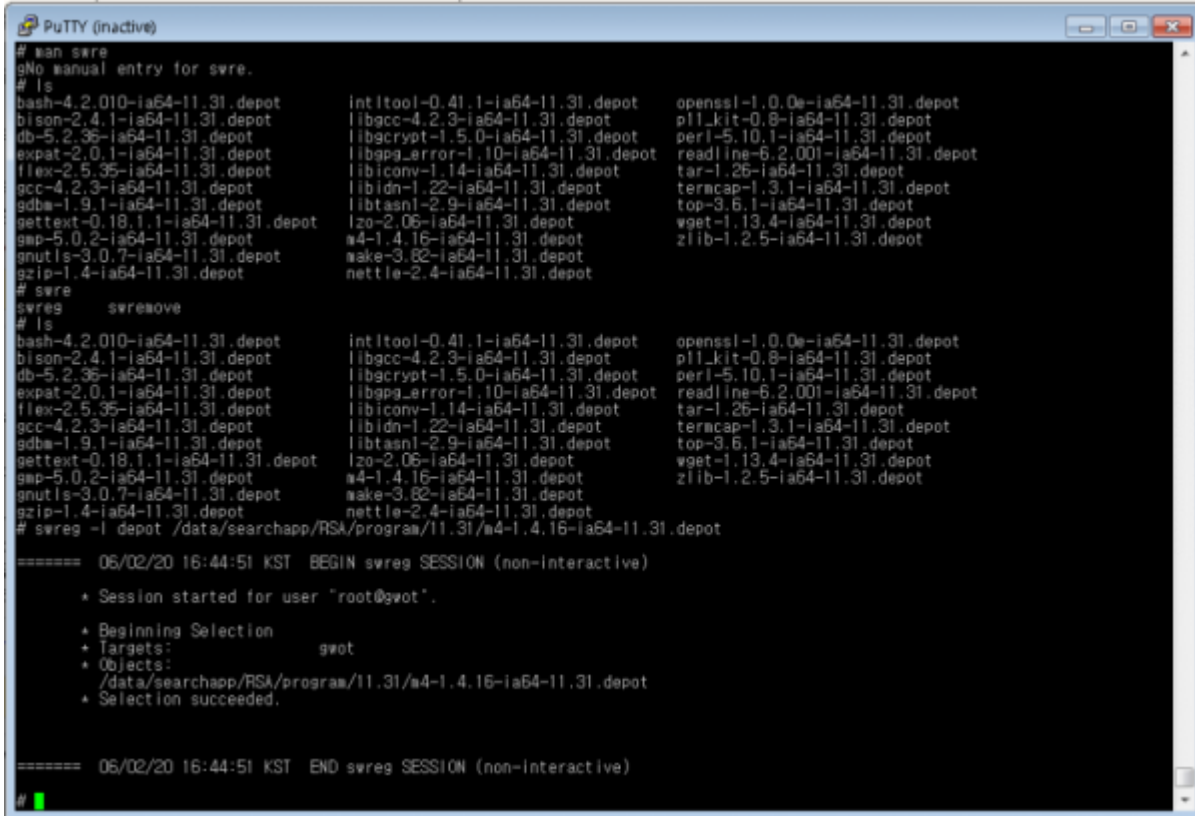 PuTTY (inactive)
# man swre
gNo manual entry for swre.
# ls
bash-4.2.010-ia64-11.31.depot intltool-0.41.1-ia64-11.31.depot openssl-1.0.0e-ia64-11.31.depot
bison-2.4.1-ia64-11.31.depot libgcc-4.2.3-ia64-11.31.depot p11_kit-0.8-ia64-11.31.depot
db-5.2.36-ia64-11.31.depot libgcrypt-1.5.0-ia64-11.31.depot perl-5.10.1-ia64-11.31.depot
expat-2.0.1-ia64-11.31.depot libgpg_error-1.10-ia64-11.31.depot readline-6.2.001-ia64-11.31.depot
flex-2.5.35-ia64-11.31.depot libiconv-1.14-ia64-11.31.depot tar-1.26-ia64-11.31.depot
gcc-4.2.3-ia64-11.31.depot libidn-1.22-ia64-11.31.depot termcap-1.3.1-ia64-11.31.depot
gdbm-1.9.1-ia64-11.31.depot libtasn1-2.9-ia64-11.31.depot top-3.6.1-ia64-11.31.depot
gettext-0.18.1.1-ia64-11.31.depot lzo-2.06-ia64-11.31.depot wget-1.13.4-ia64-11.31.depot
gmp-5.0.2-ia64-11.31.depot m4-1.4.16-ia64-11.31.depot zlib-1.2.5-ia64-11.31.depot
gnutls-3.0.7-ia64-11.31.depot make-3.82-ia64-11.31.depot
gzip-1.4-ia64-11.31.depot nettle-2.4-ia64-11.31.depot
# swre
swreg swremove
# ls
bash-4.2.010-ia64-11.31.depot intltool-0.41.1-ia64-11.31.depot openssl-1.0.0e-ia64-11.31.depot
bison-2.4.1-ia64-11.31.depot libgcc-4.2.3-ia64-11.31.depot p11_kit-0.8-ia64-11.31.depot
db-5.2.36-ia64-11.31.depot libgcrypt-1.5.0-ia64-11.31.depot perl-5.10.1-ia64-11.31.depot
expat-2.0.1-ia64-11.31.depot libgpg_error-1.10-ia64-11.31.depot readline-6.2.001-ia64-11.31.depot
flex-2.5.35-ia64-11.31.depot libiconv-1.14-ia64-11.31.depot tar-1.26-ia64-11.31.depot
gcc-4.2.3-ia64-11.31.depot libidn-1.22-ia64-11.31.depot termcap-1.3.1-ia64-11.31.depot
gdbm-1.9.1-ia64-11.31.depot libtasn1-2.9-ia64-11.31.depot top-3.6.1-ia64-11.31.depot
gettext-0.18.1.1-ia64-11.31.depot lzo-2.06-ia64-11.31.depot wget-1.13.4-ia64-11.31.depot
gmp-5.0.2-ia64-11.31.depot m4-1.4.16-ia64-11.31.depot zlib-1.2.5-ia64-11.31.depot
gnutls-3.0.7-ia64-11.31.depot make-3.82-ia64-11.31.depot
gzip-1.4-ia64-11.31.depot nettle-2.4-ia64-11.31.depot
# swreg -l depot /data/searchapp/RSA/program/11.31/m4-1.4.16-ia64-11.31.depot
======= 06/02/20 16:44:51 KST BEGIN swreg SESSION (non-interactive)
* Session started for user "root@gwot".
* Beginning Selection
* Targets: gwot
* Objects:
/data/searchapp/RSA/program/11.31/m4-1.4.16-ia64-11.31.depot
* Selection succeeded.
======= 06/02/20 16:44:51 KST END swreg SESSION (non-interactive)
#